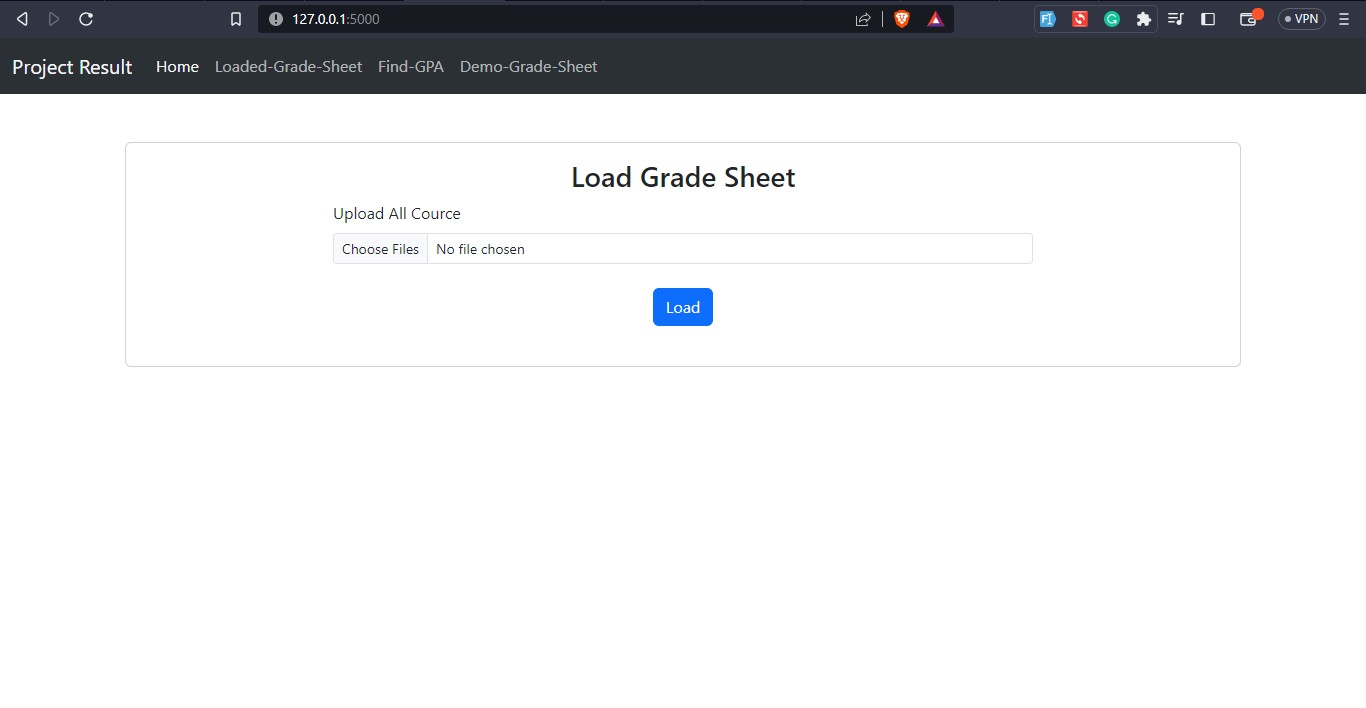 127.0.0.1:5000
VPN
Project Result Home Loaded-Grade-Sheet Find-GPA Demo-Grade-Sheet
Load Grade Sheet
Upload All Cource
Choose Files No file chosen
Load